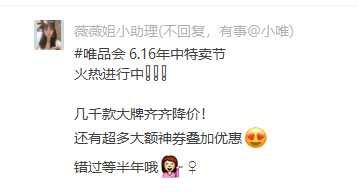 薇薇姐小助理(不回复，有事@小唯)
#唯品会 6.16年中特卖节
火热进行中❗❗❗
几千款大牌齐齐降价！
还有超多大额神券叠加优惠😍
错过等半年哦💁♀